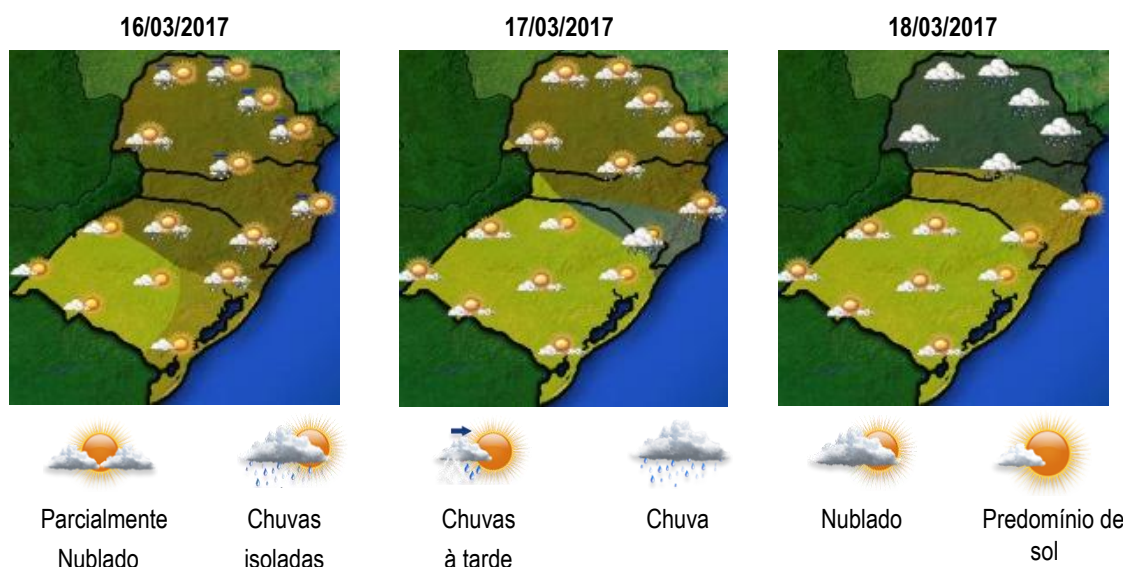 16/03/2017
17/03/2017
18/03/2017
Parcialmente
Nublado
Chuvas
isoladas
Chuvas
à tarde
Chuva
Nublado
Predomínio de
sol